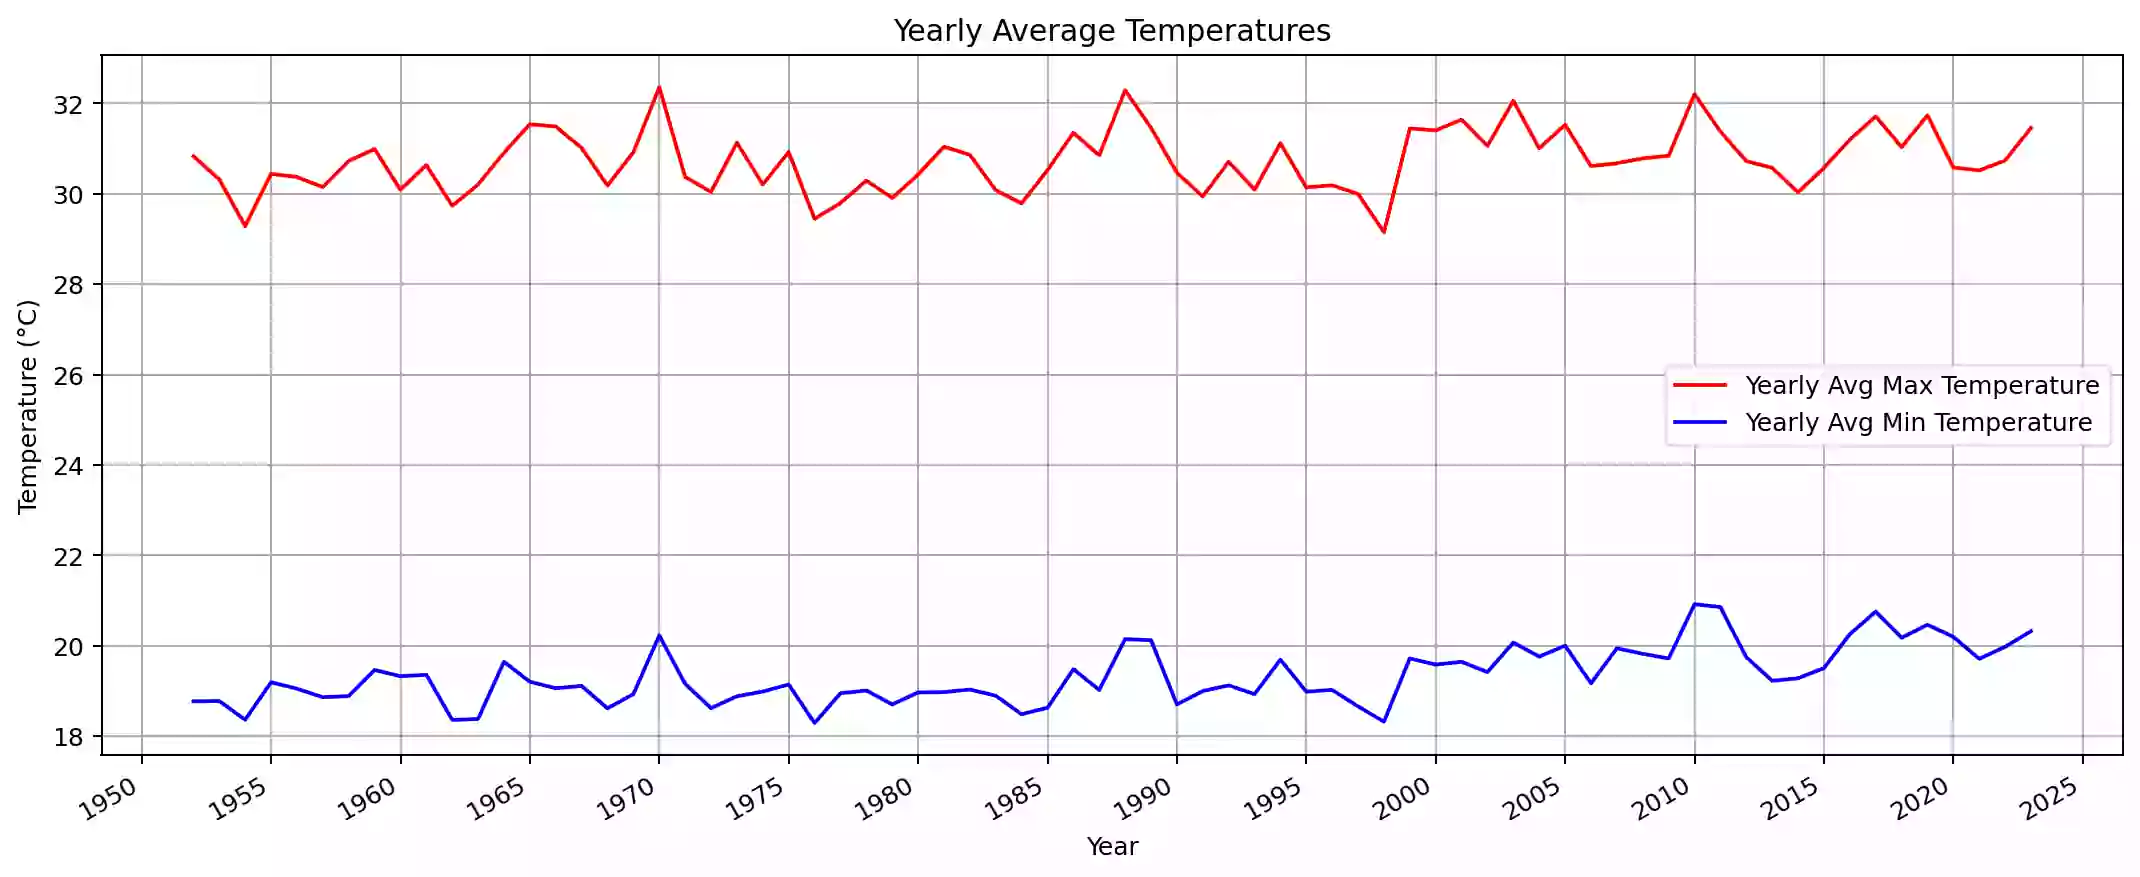 Yearly Average Temperatures
32
30
28
26
24
22
20
18
Temperature (°C)
Yearly Avg Max Temperature
Yearly Avg Min Temperature
1950 1955 1960 1965 1970 1975 1980 1985 1990 1995 2000 2005 2010 2015 2020 2025
Year